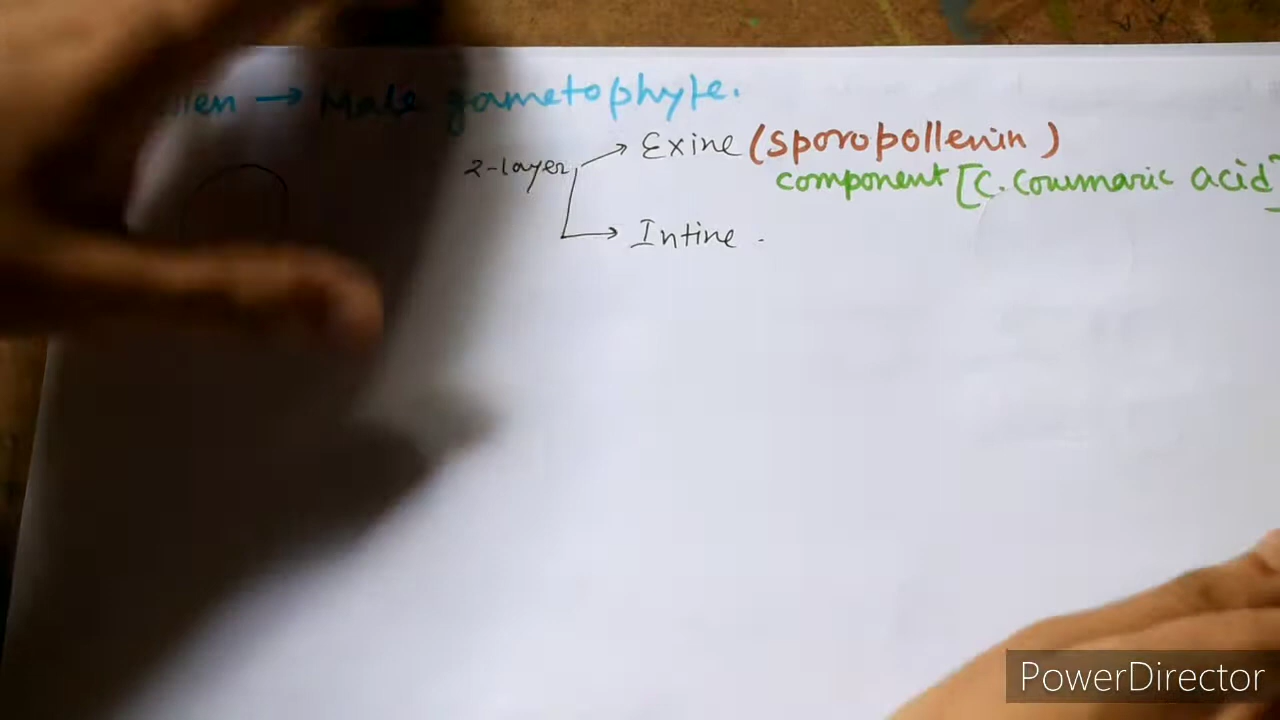 → Male gametophyte.
2-layer → Exine (sporopollenin)
component [C. Coumaric acid]
→ Intine.
PowerDirector